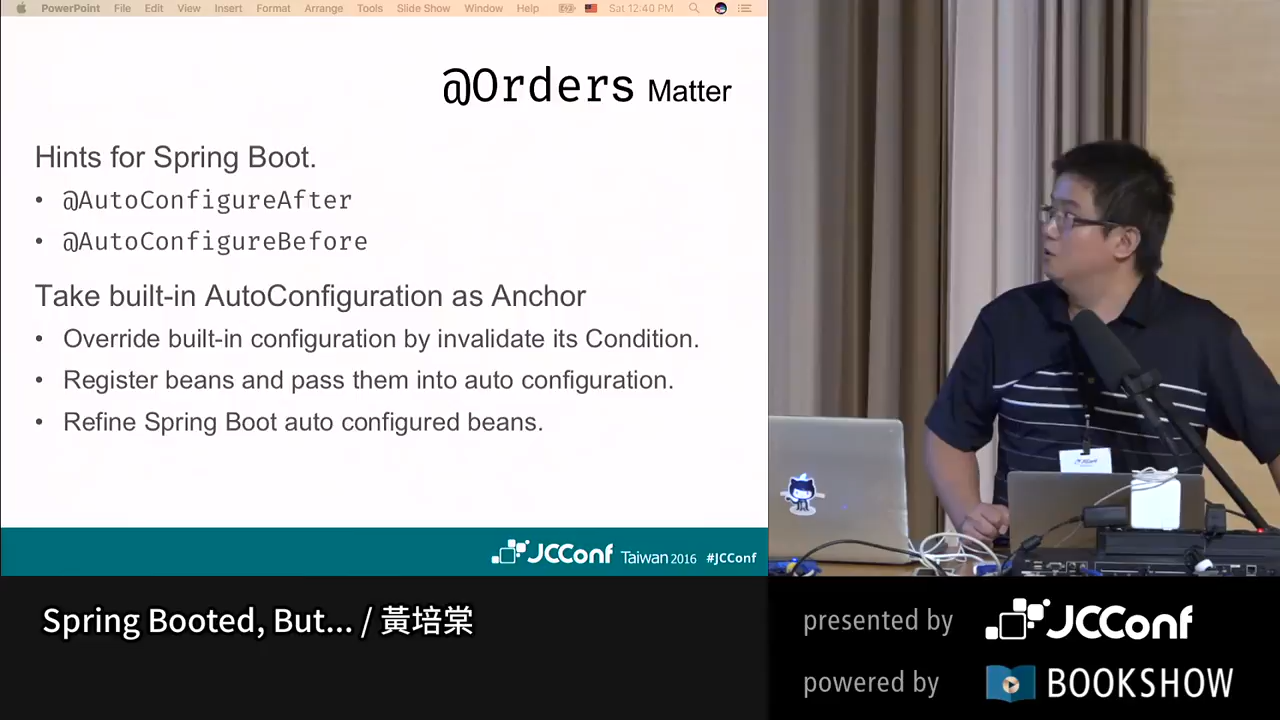 PowerPoint File Edit View Insert Format Arrange Tools Slide Show Window Help Sat 12:40 PM
@Orders Matter
Hints for Spring Boot.
• @AutoConfigureAfter
• @AutoConfigureBefore
Take built-in AutoConfiguration as Anchor
• Override built-in configuration by invalidate its Condition.
• Register beans and pass them into auto configuration.
• Refine Spring Boot auto configured beans.
JCConf Taiwan 2016 #JCConf
Spring Booted, But... / 黃培棠
presented by JCConf
powered by BOOKSHOW